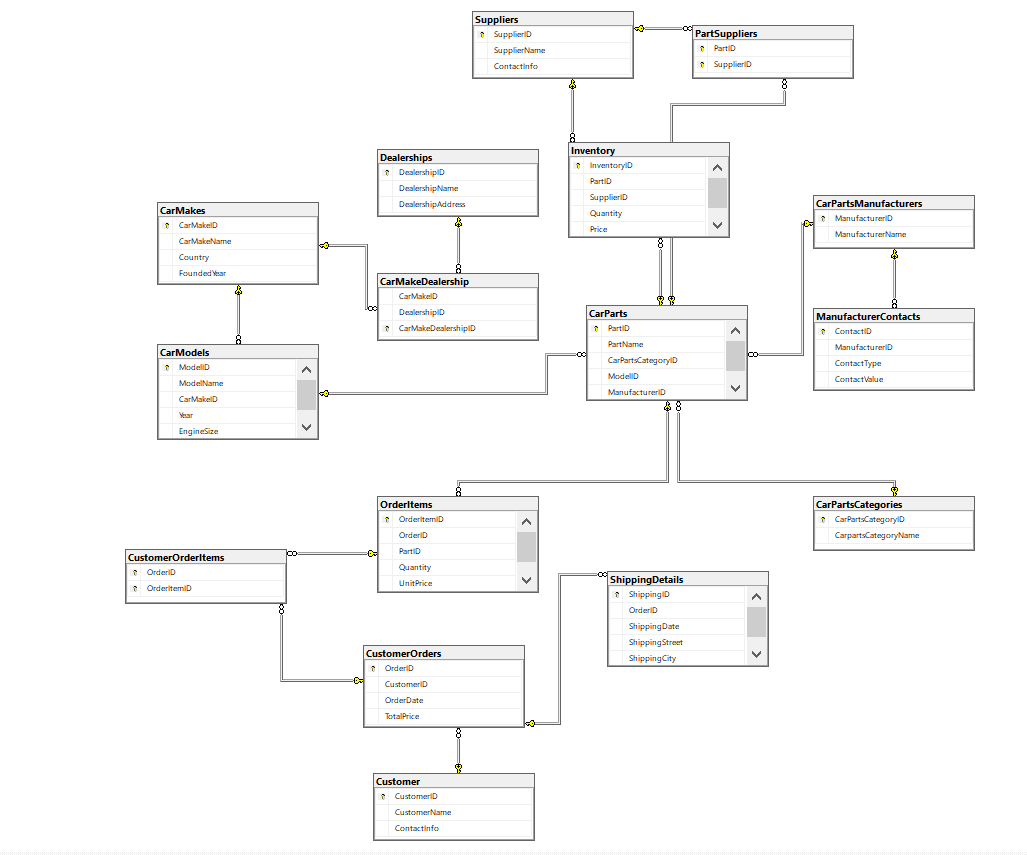 Suppliers
SupplierID
SupplierName
ContactInfo
PartSuppliers
PartID
SupplierID
Dealerships
DealershipID
DealershipName
DealershipAddress
Inventory
InventoryID
PartID
SupplierID
Quantity
Price
CarMakes
CarMakeID
CarMakeName
Country
FoundedYear
CarPartsManufacturers
ManufacturerID
ManufacturerName
CarMakeDealership
CarMakeID
DealershipID
CarMakeDealershipID
CarParts
PartID
PartName
CarPartsCategoryID
ModelID
ManufacturerID
ManufacturerContacts
ContactID
ManufacturerID
ContactType
ContactValue
CarModels
ModelID
ModelName
CarMakeID
Year
EngineSize
OrderItems
OrderItemID
OrderID
PartID
Quantity
UnitPrice
CarPartsCategories
CarPartsCategoryID
CarpartsCategoryName
CustomerOrderItems
OrderID
OrderItemID
ShippingDetails
ShippingID
OrderID
ShippingDate
ShippingStreet
ShippingCity
CustomerOrders
OrderID
CustomerID
OrderDate
TotalPrice
Customer
CustomerID
CustomerName
ContactInfo